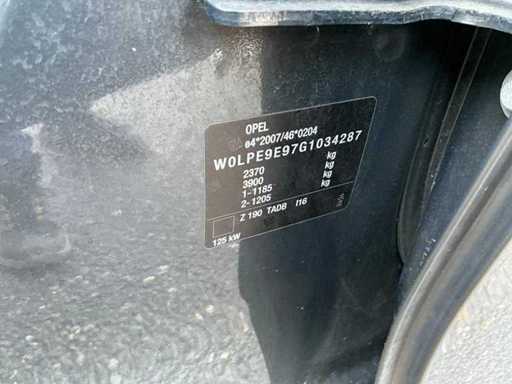 OPEL
e4*2007/46*0204
W0LPE9E97G1034287
2370 kg
3900 kg
1-1185 kg
2-1205 kg
Z 190 TADB I16
125 kW